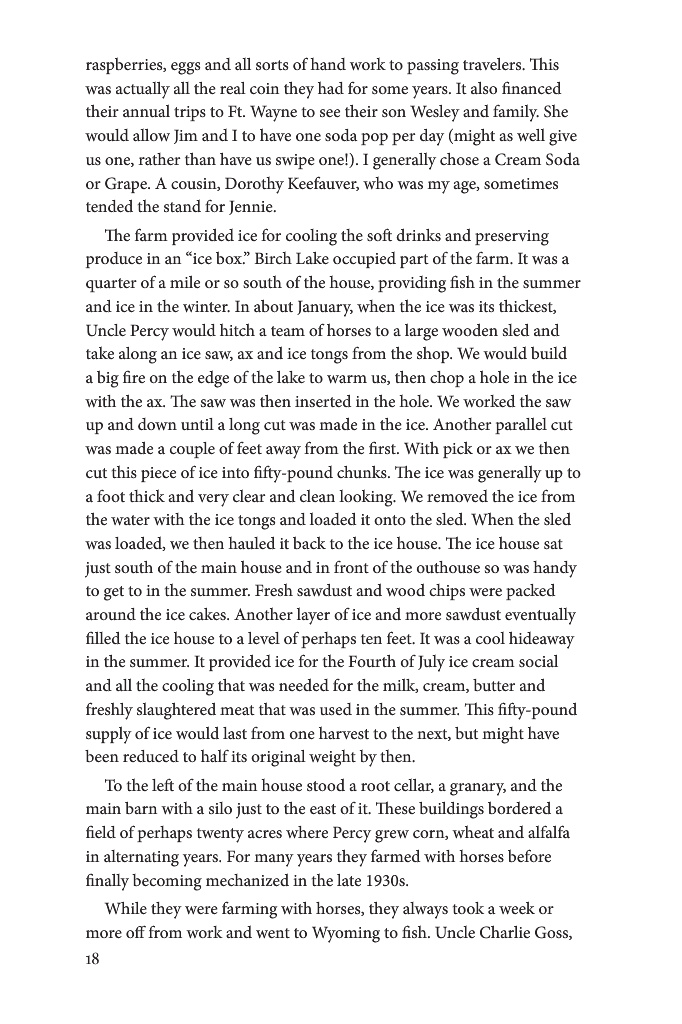 raspberries, eggs and all sorts of hand work to passing travelers. This
was actually all the real coin they had for some years. It also financed
their annual trips to Ft. Wayne to see their son Wesley and family. She
would allow Jim and I to have one soda pop per day (might as well give
us one, rather than have us swipe one!). I generally chose a Cream Soda
or Grape. A cousin, Dorothy Keefauver, who was my age, sometimes
tended the stand for Jennie.
The farm provided ice for cooling the soft drinks and preserving
produce in an “ice box.” Birch Lake occupied part of the farm. It was a
quarter of a mile or so south of the house, providing fish in the summer
and ice in the winter. In about January, when the ice was its thickest,
Uncle Percy would hitch a team of horses to a large wooden sled and
take along an ice saw, ax and ice tongs from the shop. We would build
a big fire on the edge of the lake to warm us, then chop a hole in the ice
with the ax. The saw was then inserted in the hole. We worked the saw
up and down until a long cut was made in the ice. Another parallel cut
was made a couple of feet away from the first. With pick or ax we then
cut this piece of ice into fifty-pound chunks. The ice was generally up to
a foot thick and very clear and clean looking. We removed the ice from
the water with the ice tongs and loaded it onto the sled. When the sled
was loaded, we then hauled it back to the ice house. The ice house sat
just south of the main house and in front of the outhouse so was handy
to get to in the summer. Fresh sawdust and wood chips were packed
around the ice cakes. Another layer of ice and more sawdust eventually
filled the ice house to a level of perhaps ten feet. It was a cool hideaway
in the summer. It provided ice for the Fourth of July ice cream social
and all the cooling that was needed for the milk, cream, butter and
freshly slaughtered meat that was used in the summer. This fifty-pound
supply of ice would last from one harvest to the next, but might have
been reduced to half its original weight by then.
To the left of the main house stood a root cellar, a granary, and the
main barn with a silo just to the east of it. These buildings bordered a
field of perhaps twenty acres where Percy grew corn, wheat and alfalfa
in alternating years. For many years they farmed with horses before
finally becoming mechanized in the late 1930s.
While they were farming with horses, they always took a week or
more off from work and went to Wyoming to fish. Uncle Charlie Goss,
18